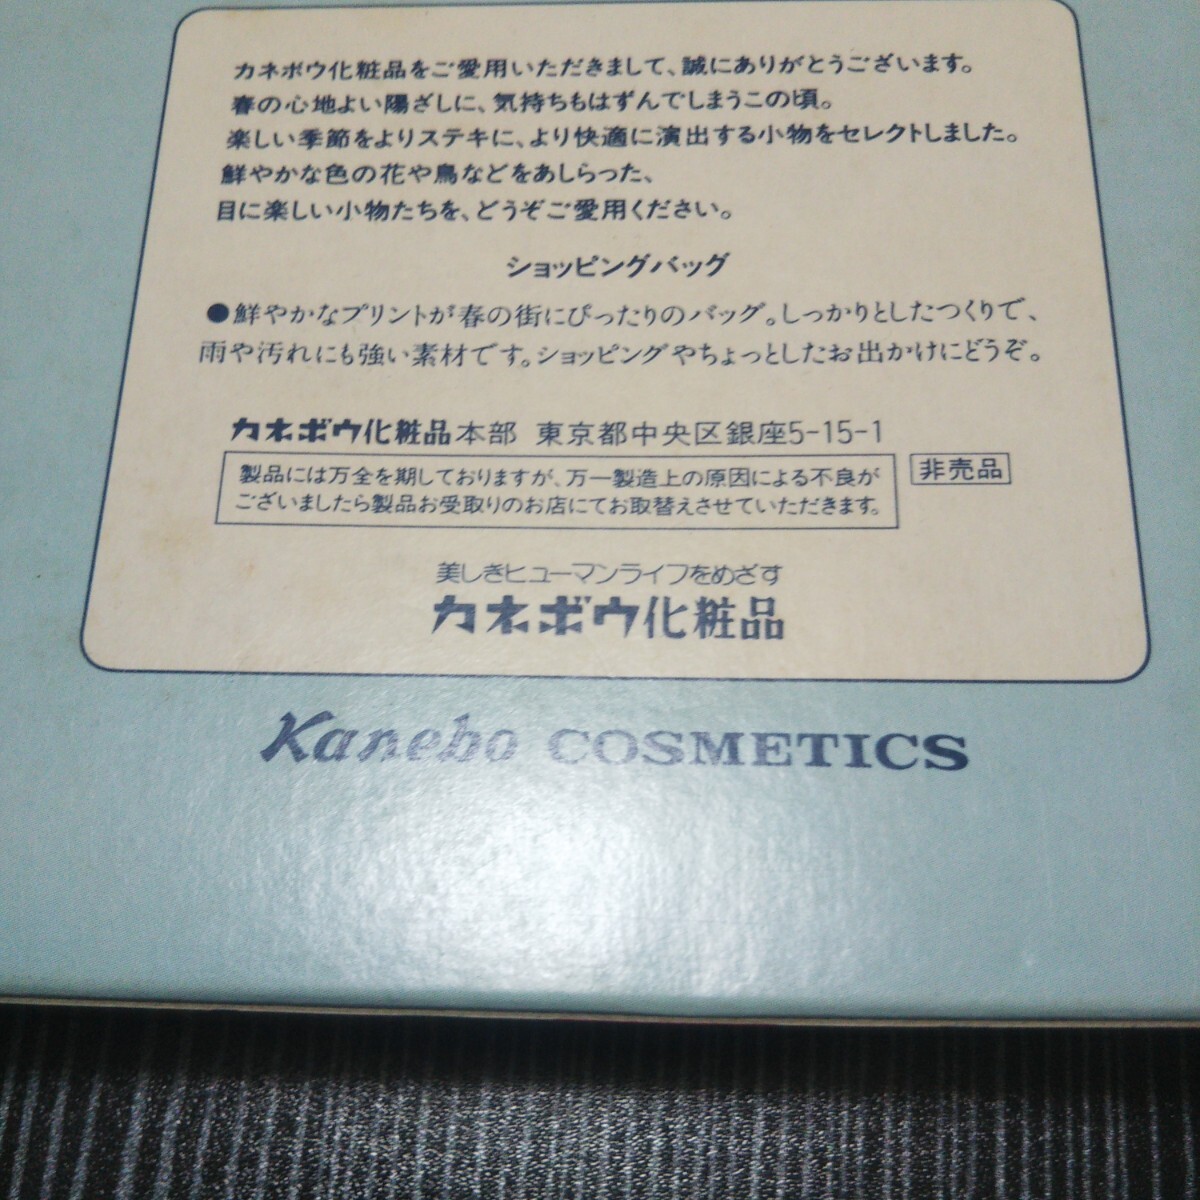 カネボウ化粧品をご愛用いただきまして、誠にありがとうございます。
春の心地よい陽ざしに、気持ちもはずんでしまうこの頃。
楽しい季節をよりステキに、より快適に演出する小物をセレクトしました。
鮮やかな色の花や鳥などをあしらった、
目に楽しい小物たちを、どうぞご愛用ください。
ショッピングバッグ
●鮮やかなプリントが春の街にぴったりのバッグ。しっかりとしたつくりで、
雨や汚れにも強い素材です。ショッピングやちょっとしたお出かけにどうぞ。
カネボウ化粧品本部 東京都中央区銀座5-15-1
製品には万全を期しておりますが、万一製造上の原因による不良が
ございましたら製品お受取りのお店にてお取替えさせていただきます。
非売品
美しきヒューマンライフをめざす
カネボウ化粧品
Kanebo COSMETICS